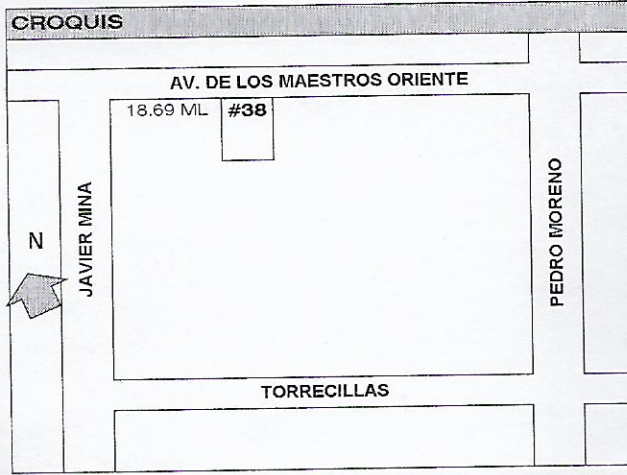 CROQUIS
AV. DE LOS MAESTROS ORIENTE
18.69 ML #38
JAVIER MINA
N
PEDRO MORENO
TORRECILLAS